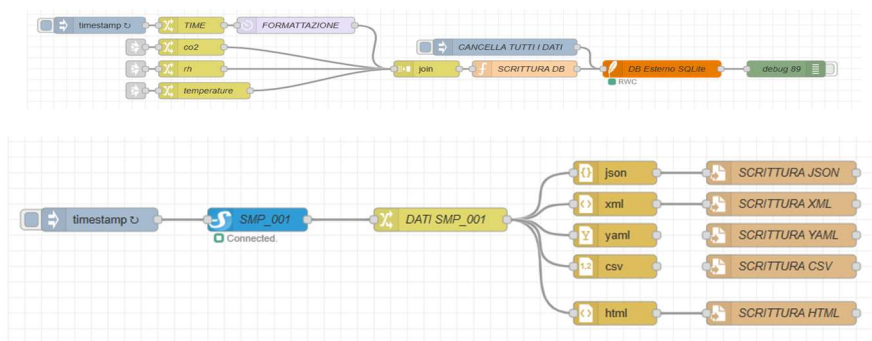 timestamp ↻ TIME FORMATTAZIONE
co2 CANCELLA TUTTI I DATI
rh join SCRITTURA DB DB Esterno SQLite debug 89
RWC
temperature
json SCRITTURA JSON
xml SCRITTURA XML
timestamp ↻ SMP_001 DATI SMP_001
Connected.
yaml SCRITTURA YAML
csv SCRITTURA CSV
html SCRITTURA HTML